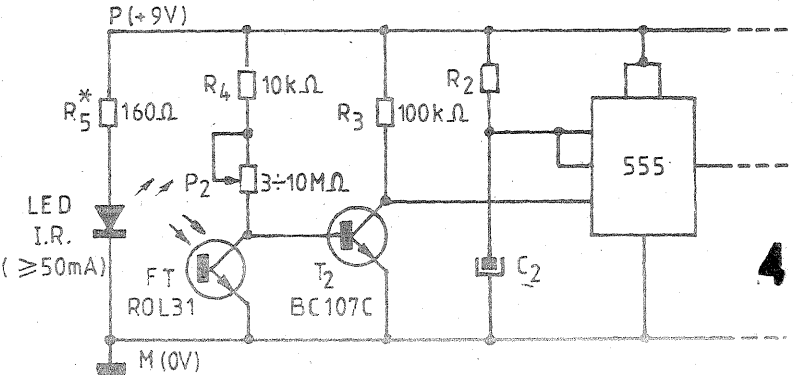 P (+9V)
R4 10kΩ
R5* 160Ω
R3 100kΩ
R2
555
P2 3÷10MΩ
LED
I.R.
(≥50mA)
FT
ROL31
T2
BC107C
C2
4
M (0V)